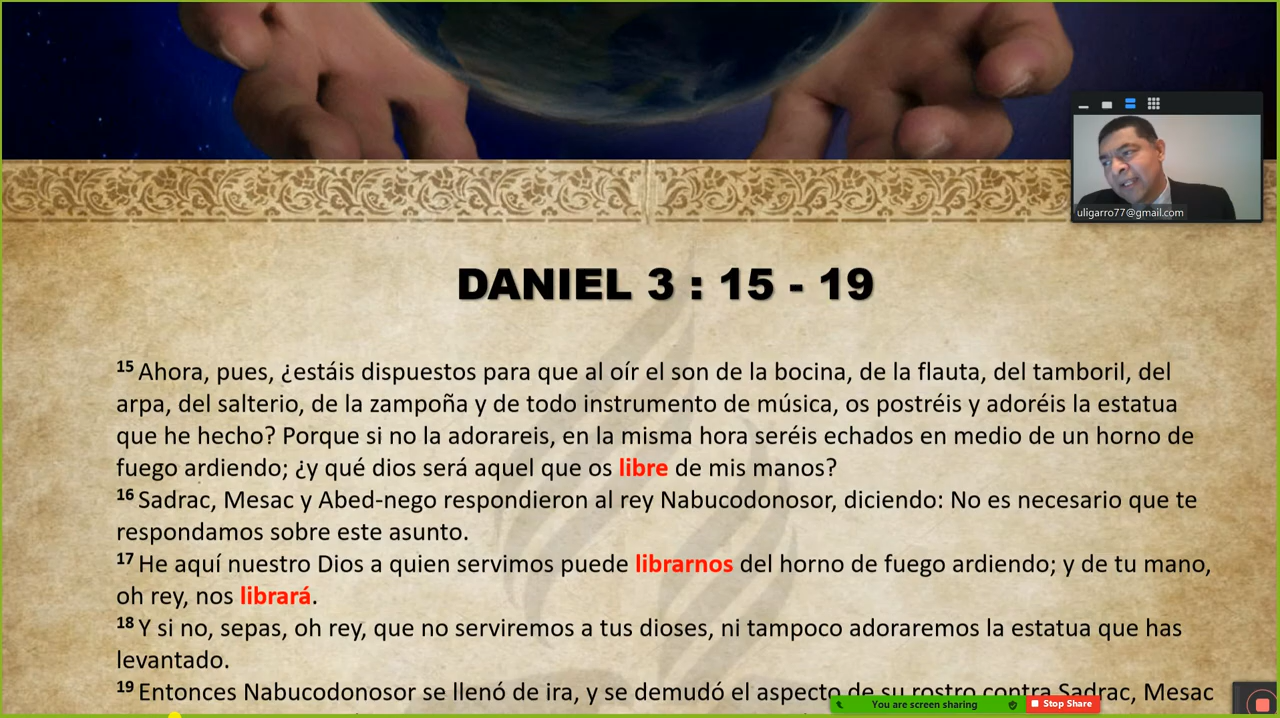 uligarro77@gmail.com
DANIEL 3 : 15 - 19
15 Ahora, pues, ¿estáis dispuestos para que al oír el son de la bocina, de la flauta, del tamboril, del
arpa, del salterio, de la zampoña y de todo instrumento de música, os postréis y adoréis la estatua
que he hecho? Porque si no la adorareis, en la misma hora seréis echados en medio de un horno de
fuego ardiendo; ¿y qué dios será aquel que os libre de mis manos?
16 Sadrac, Mesac y Abed-nego respondieron al rey Nabucodonosor, diciendo: No es necesario que te
respondamos sobre este asunto.
17 He aquí nuestro Dios a quien servimos puede librarnos del horno de fuego ardiendo; y de tu mano,
oh rey, nos librará.
18 Y si no, sepas, oh rey, que no serviremos a tus dioses, ni tampoco adoraremos la estatua que has
levantado.
19 Entonces Nabucodonosor se llenó de ira, y se demudó el aspecto de su rostro contra Sadrac, Mesac
You are screen sharing
Stop Share